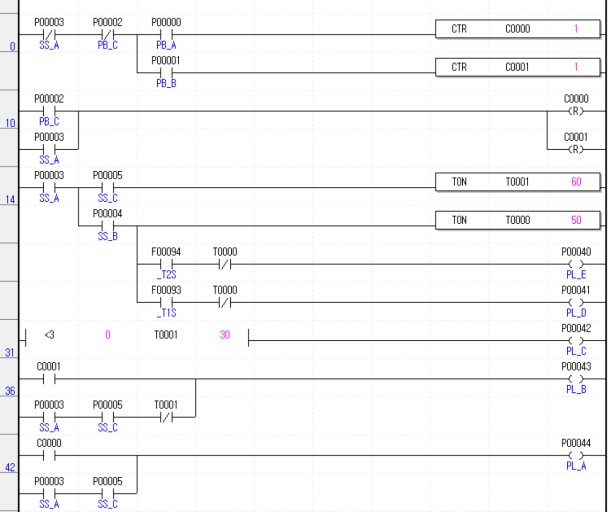 P00003 P00002 P00000
CTR C0000 1
0 SS_A PB_C PB_A
P00001
CTR C0001 1
PB_B
P00002 C0000
(R)
10 PB_C
P00003 C0001
(R)
SS_A
P00003 P00005
TON T0001 60
14 SS_A SS_C
P00004
TON T0000 50
SS_B
F00094 T0000 P00040
_T2S PL_E
F00093 T0000 P00041
_T1S PL_D
<3 0 T0001 30 P00042
31 PL_C
C0001 P00043
36 PL_B
P00003 P00005 T0001
SS_A SS_C
C0000 P00044
42 PL_A
P00003 P00005
SS_A SS_C